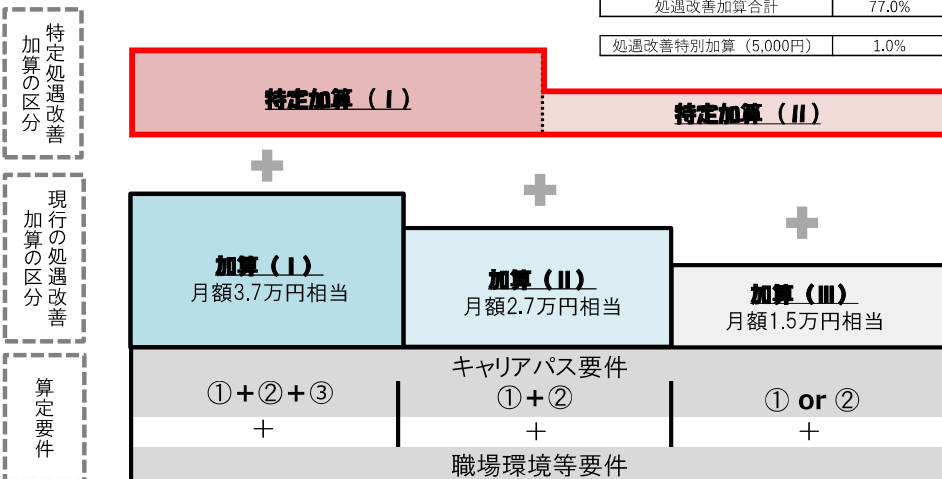 処遇改善加算合計 77.0%
処遇改善特別加算（5,000円） 1.0%
特定処遇改善
加算の区分
特定加算（Ⅰ）
特定加算（Ⅱ）
現行の処遇改善
加算の区分
加算（Ⅰ）
月額3.7万円相当
加算（Ⅱ）
月額2.7万円相当
加算（Ⅲ）
月額1.5万円相当
算定要件
キャリアパス要件
①+②+③
①+②
① or ②
+
+
+
職場環境等要件